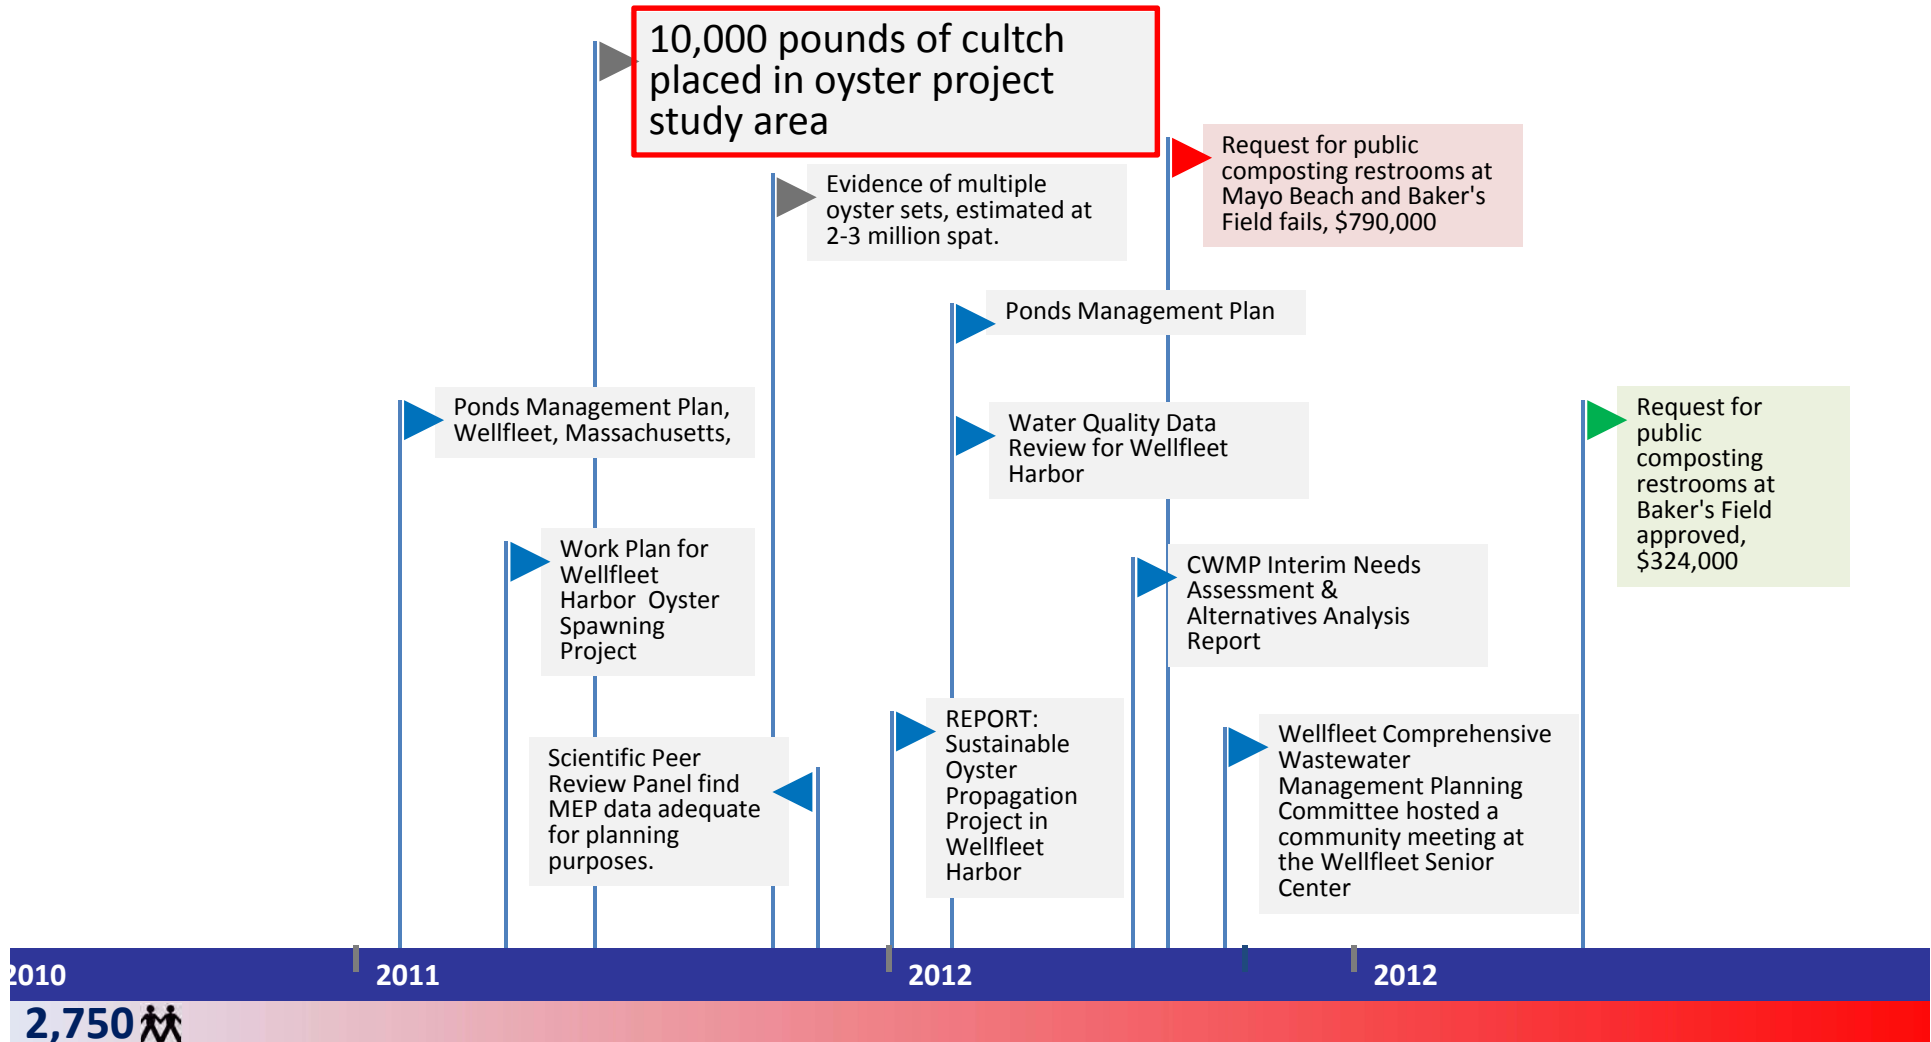 10,000 pounds of cultch
placed in oyster project
study area
Request for public
composting restrooms at
Mayo Beach and Baker's
Field fails, $790,000
Evidence of multiple
oyster sets, estimated at
2-3 million spat.
Ponds Management Plan
Ponds Management Plan,
Wellfleet, Massachusetts,
Water Quality Data
Review for Wellfleet
Harbor
Request for
public
composting
restrooms at
Baker's Field
approved,
$324,000
Work Plan for
Wellfleet
Harbor  Oyster
Spawning
Project
CWMP Interim Needs
Assessment &
Alternatives Analysis
Report
Scientific Peer
Review Panel find
MEP data adequate
for planning
purposes.
REPORT:
Sustainable
Oyster
Propagation
Project in
Wellfleet
Harbor
Wellfleet Comprehensive
Wastewater
Management Planning
Committee hosted a
community meeting at
the Wellfleet Senior
Center
2010
2011
2012
2012
2,750